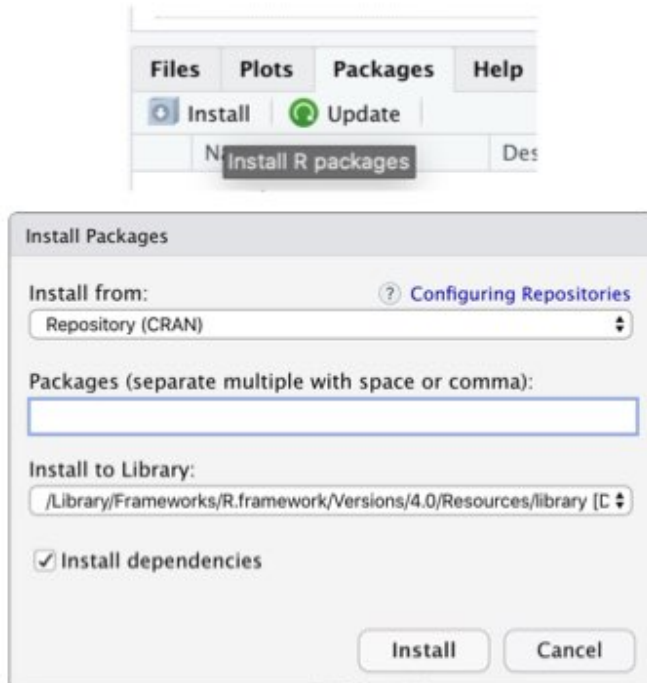 Files Plots Packages Help
Install Update
Install R packages
Install Packages
Install from: ? Configuring Repositories
Repository (CRAN)
Packages (separate multiple with space or comma):
Install to Library:
/Library/Frameworks/R.framework/Versions/4.0/Resources/library [D
Install dependencies
Install Cancel